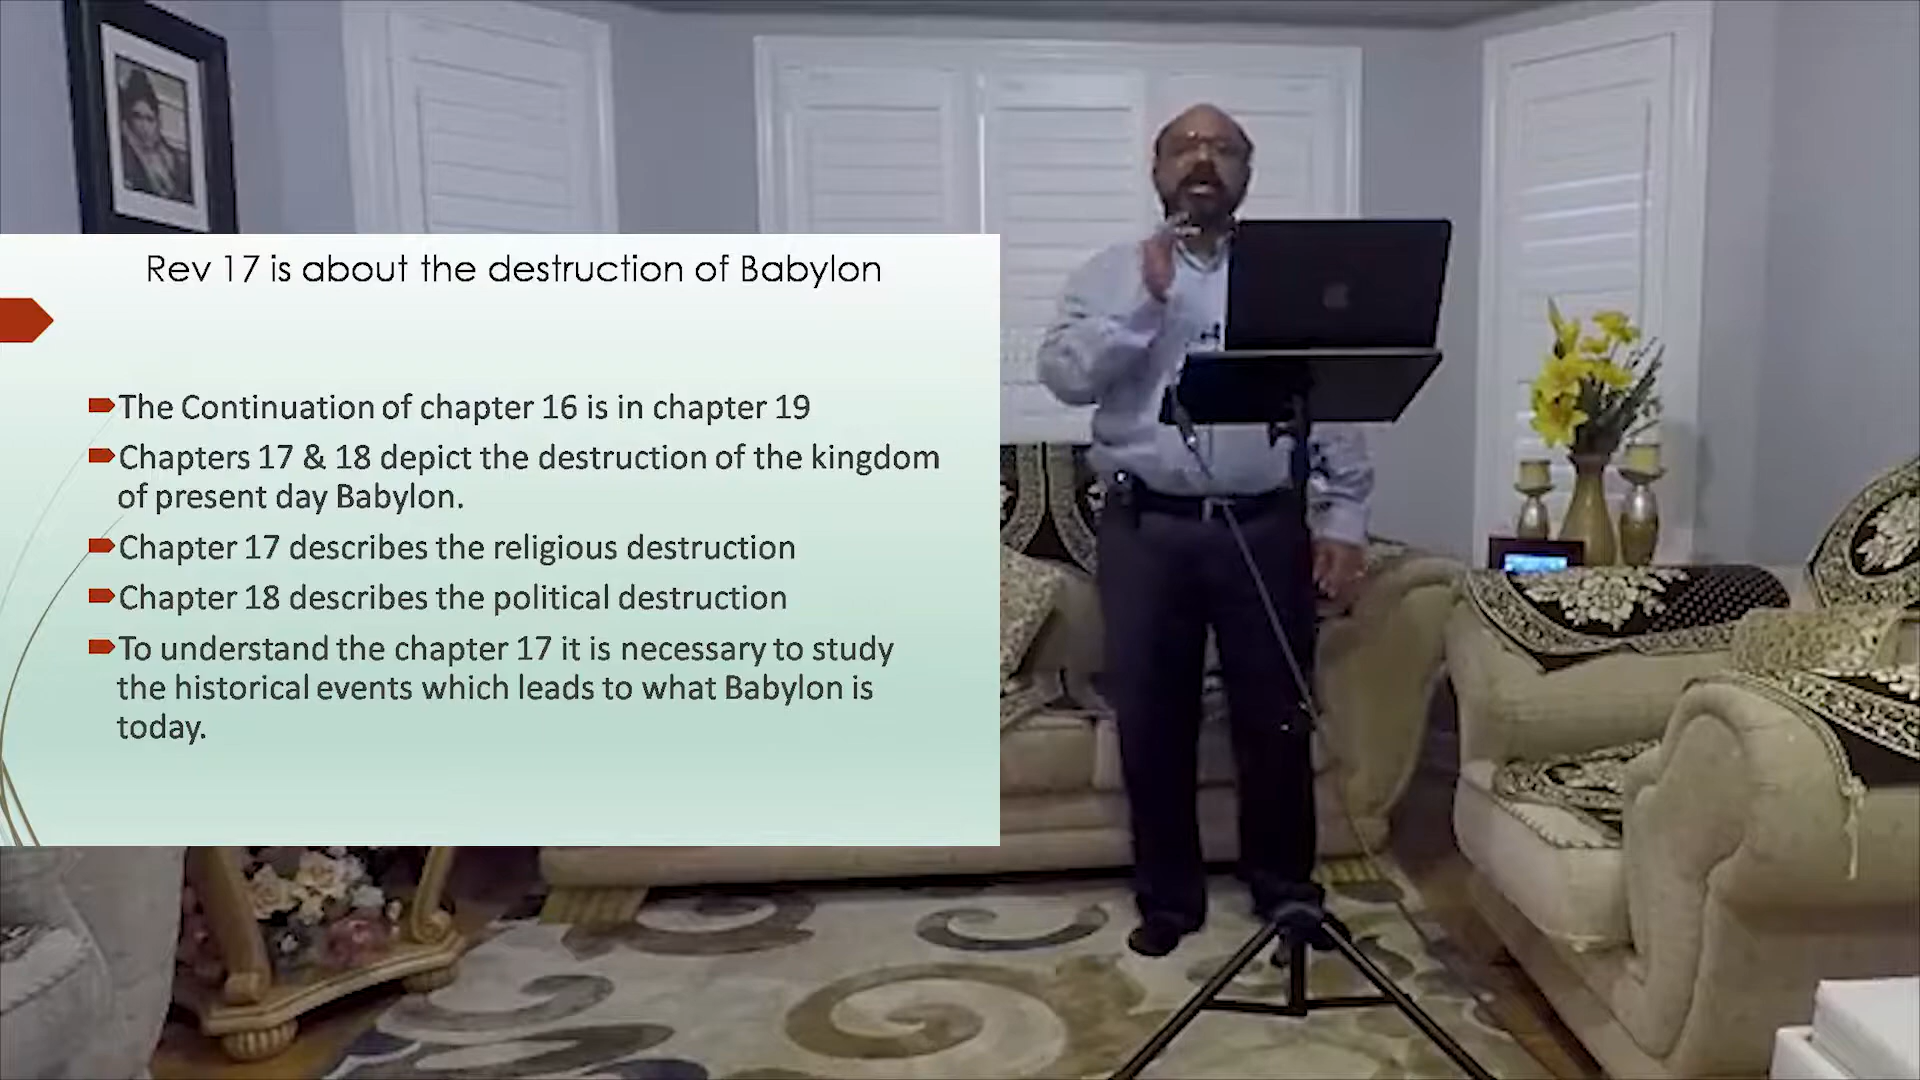 Rev 17 is about the destruction of Babylon
The Continuation of chapter 16 is in chapter 19
Chapters 17 & 18 depict the destruction of the kingdom
of present day Babylon.
Chapter 17 describes the religious destruction
Chapter 18 describes the political destruction
To understand the chapter 17 it is necessary to study
the historical events which leads to what Babylon is
today.